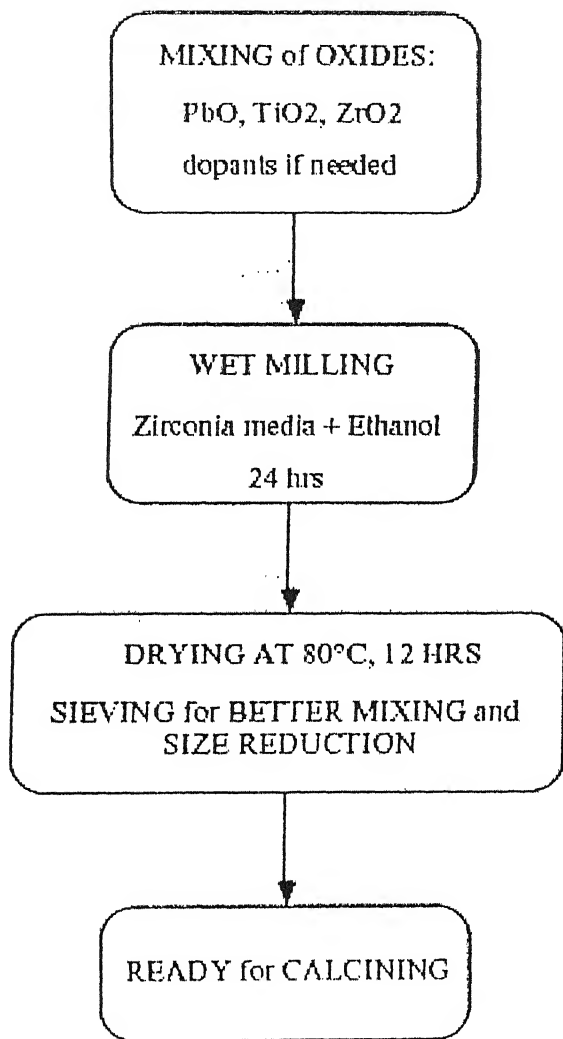 MIXING of OXIDES:
PbO, TiO2, ZrO2
dopants if needed
WET MILLING
Zirconia media + Ethanol
24 hrs
DRYING AT 80°C, 12 HRS
SIEVING for BETTER MIXING and
SIZE REDUCTION
READY for CALCINING